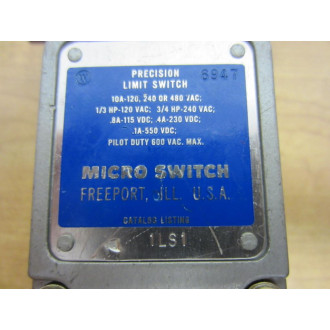 PRECISION 6947
LIMIT SWITCH
10A-120, 240 OR 480 VAC;
1/3 HP-120 VAC; 3/4 HP-240 VAC;
.8A-115 VDC; .4A-230 VDC;
.1A-550 VDC;
PILOT DUTY 600 VAC. MAX.
MICRO SWITCH
FREEPORT, ILL. U.S.A.
CATALOG LISTING
1LS1